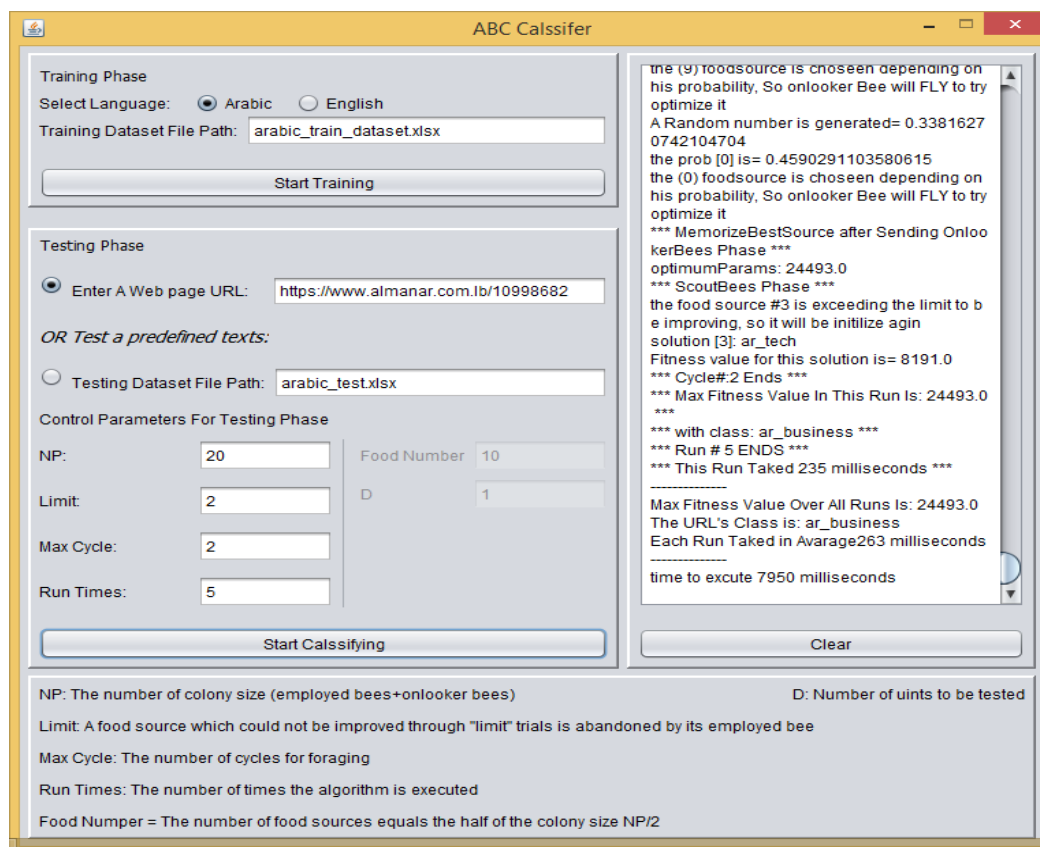 ABC Calssifer
Training Phase
Select Language: Arabic English
Training Dataset File Path: arabic_train_dataset.xlsx
Start Training
Testing Phase
Enter A Web page URL: https://www.almanar.com.lb/10998682
OR Test a predefined texts:
Testing Dataset File Path: arabic_test.xlsx
Control Parameters For Testing Phase
NP: 20 Food Number 10
Limit: 2 D 1
Max Cycle: 2
Run Times: 5
Start Calssifying
the (9) foodsource is choseen depending on
his probability, So onlooker Bee will FLY to try
optimize it
A Random number is generated= 0.3381627
0742104704
the prob [0] is= 0.4590291103580615
the (0) foodsource is choseen depending on
his probability, So onlooker Bee will FLY to try
optimize it
*** MemorizeBestSource after Sending Onloo
kerBees Phase ***
optimumParams: 24493.0
*** ScoutBees Phase ***
the food source #3 is exceeding the limit to b
e improving, so it will be initilize agin
solution [3]: ar_tech
Fitness value for this solution is= 8191.0
*** Cycle#:2 Ends ***
*** Max Fitness Value In This Run Is: 24493.0
***
*** with class: ar_business ***
*** Run # 5 ENDS ***
*** This Run Taked 235 milliseconds ***
--------------
Max Fitness Value Over All Runs Is: 24493.0
The URL's Class is: ar_business
Each Run Taked in Avarage263 milliseconds
--------------
time to excute 7950 milliseconds
Clear
NP: The number of colony size (employed bees+onlooker bees) D: Number of uints to be tested
Limit: A food source which could not be improved through "limit" trials is abandoned by its employed bee
Max Cycle: The number of cycles for foraging
Run Times: The number of times the algorithm is executed
Food Numper = The number of food sources equals the half of the colony size NP/2